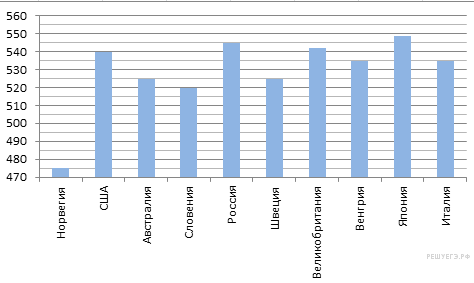 560
550
540
530
520
510
500
490
480
470
Норвегия
США
Австралия
Словения
Россия
Швеция
Великобритания
Венгрия
Япония
Италия
РЕШУЕГЭ.РФ